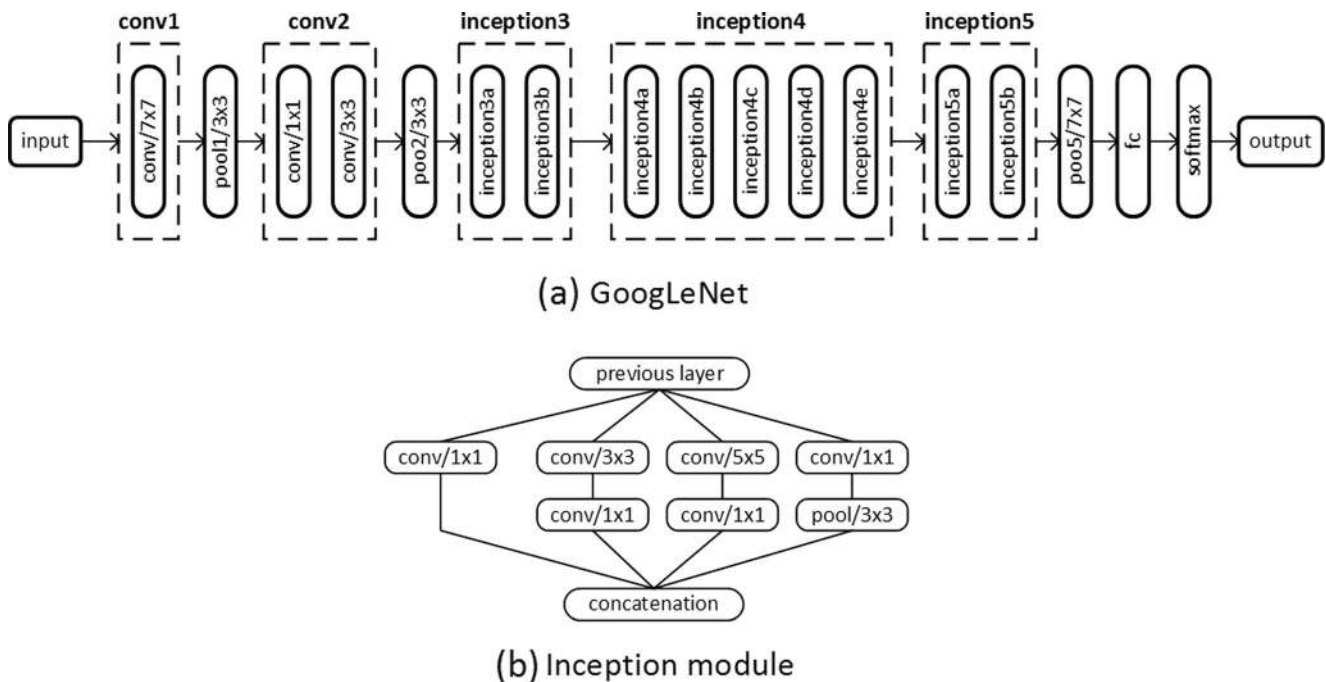 conv1 conv2 inception3 inception4 inception5
input
conv/7x7
pool1/3x3
conv/1x1
conv/3x3
poo2/3x3
inception3a
inception3b
inception4a
inception4b
inception4c
inception4d
inception4e
inception5a
inception5b
poo5/7x7
fc
softmax
output
(a) GoogLeNet
previous layer
conv/1x1 conv/3x3 conv/5x5 conv/1x1
conv/1x1 conv/1x1 pool/3x3
concatenation
(b) Inception module